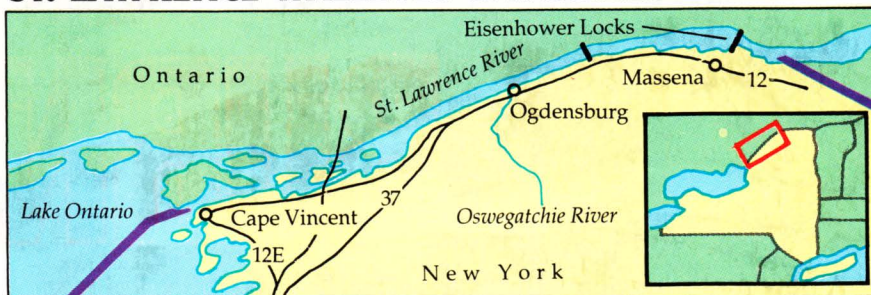 Eisenhower Locks
Ontario
St. Lawrence River
Massena
12
Ogdensburg
Lake Ontario
Cape Vincent
37
Oswegatchie River
12E
New York